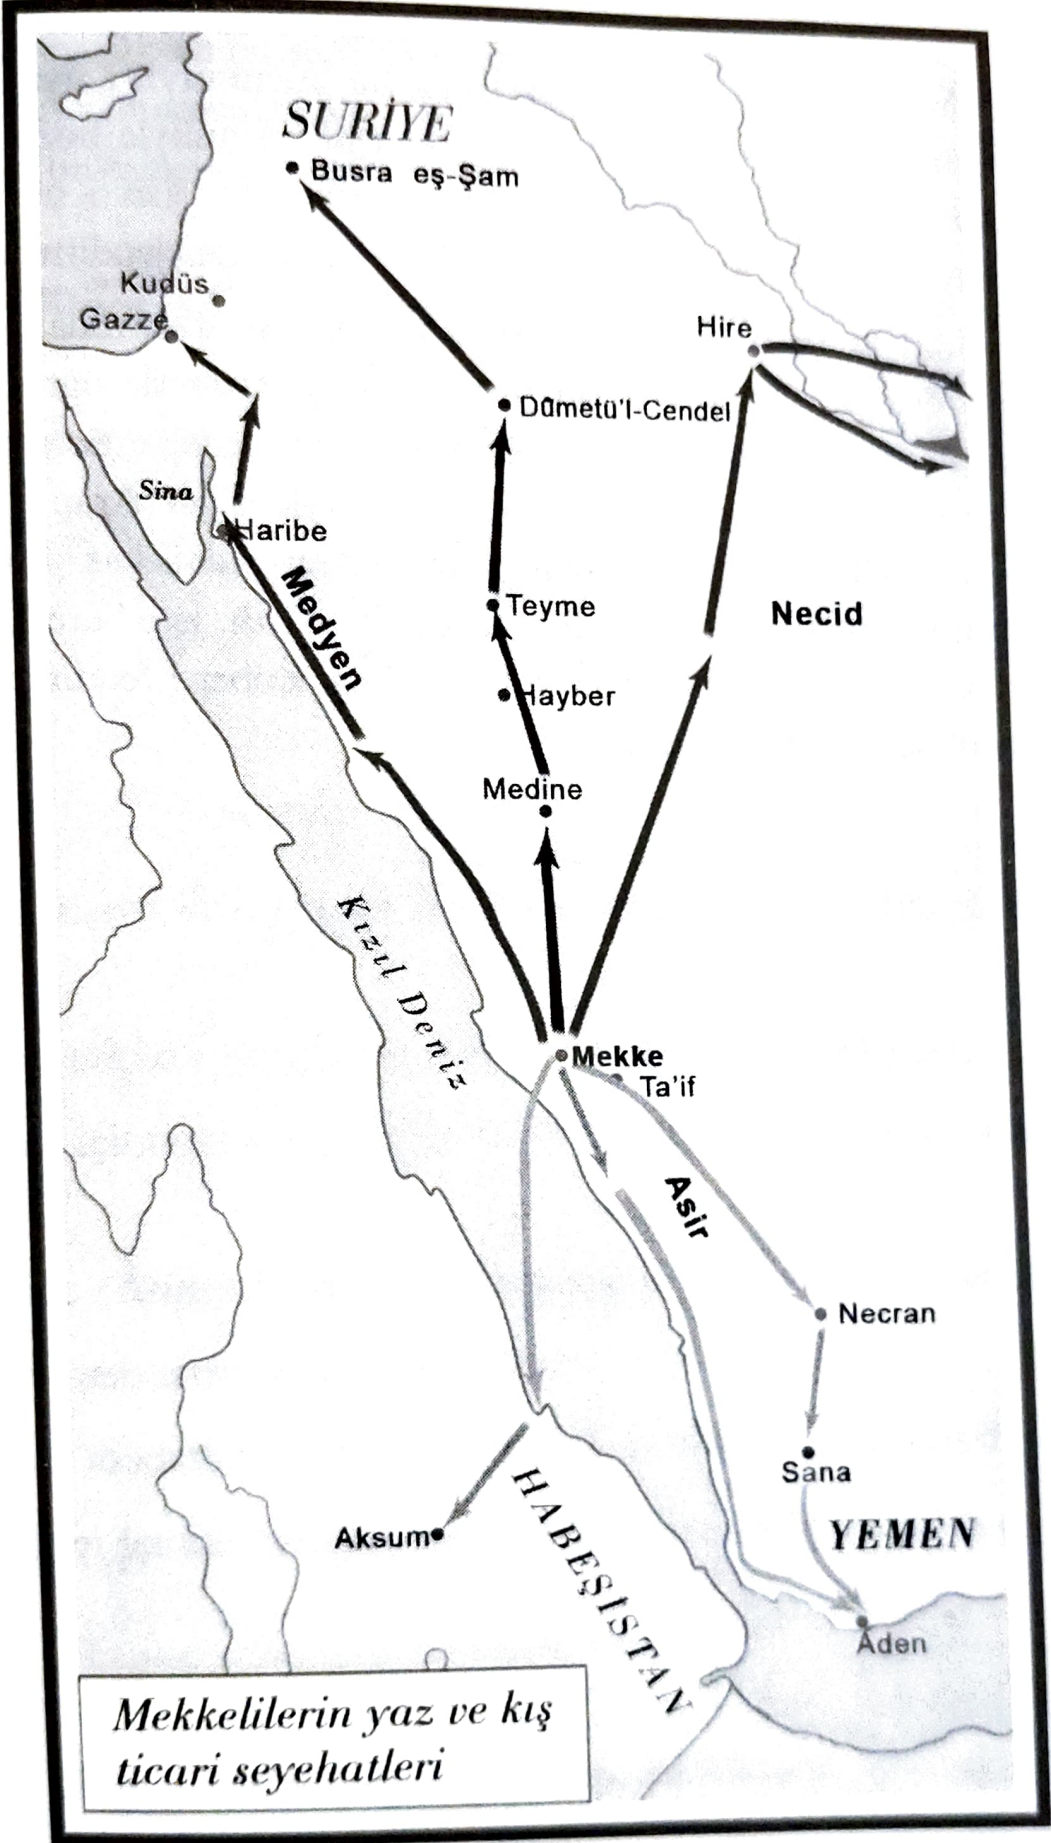 SURİYE
Busra eş-Şam
Kudüs
Gazze
Hire
Dûmetü'l-Cendel
Sina
Haribe
Medyen
Teyme
Necid
Hayber
Medine
Kızıl Deniz
Mekke
Ta'if
Asir
Necran
Sana
YEMEN
Aksum
HABEŞİSTAN
Aden
Mekkelilerin yaz ve kış
ticari seyehatleri